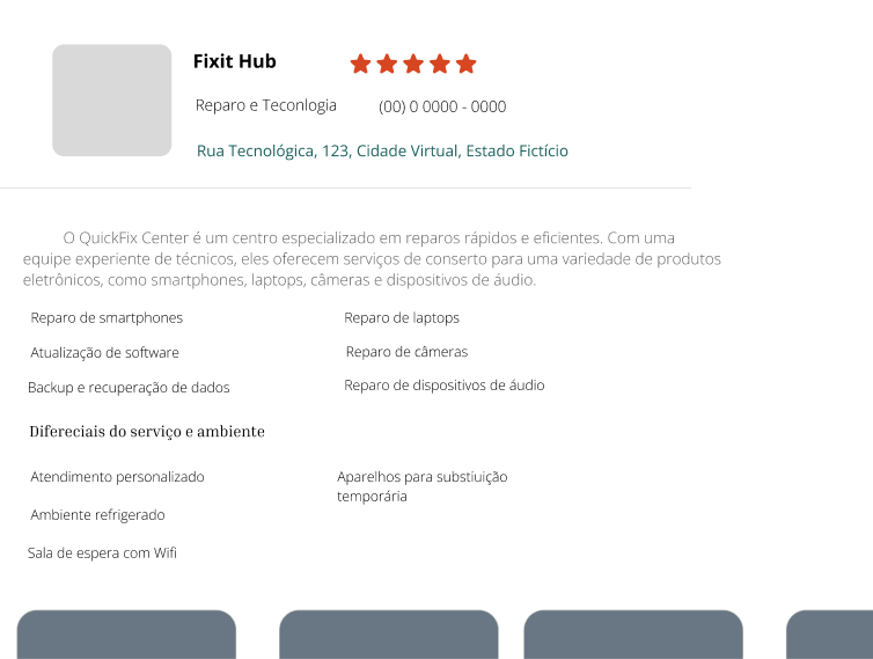 Fixit Hub
Reparo e Teconlogia (00) 0 0000 - 0000
Rua Tecnológica, 123, Cidade Virtual, Estado Fictício
O QuickFix Center é um centro especializado em reparos rápidos e eficientes. Com uma
equipe experiente de técnicos, eles oferecem serviços de conserto para uma variedade de produtos
eletrônicos, como smartphones, laptops, câmeras e dispositivos de áudio.
Reparo de smartphones Reparo de laptops
Atualização de software Reparo de câmeras
Backup e recuperação de dados Reparo de dispositivos de áudio
Difereciais do serviço e ambiente
Atendimento personalizado Aparelhos para substiuição
temporária
Ambiente refrigerado
Sala de espera com Wifi